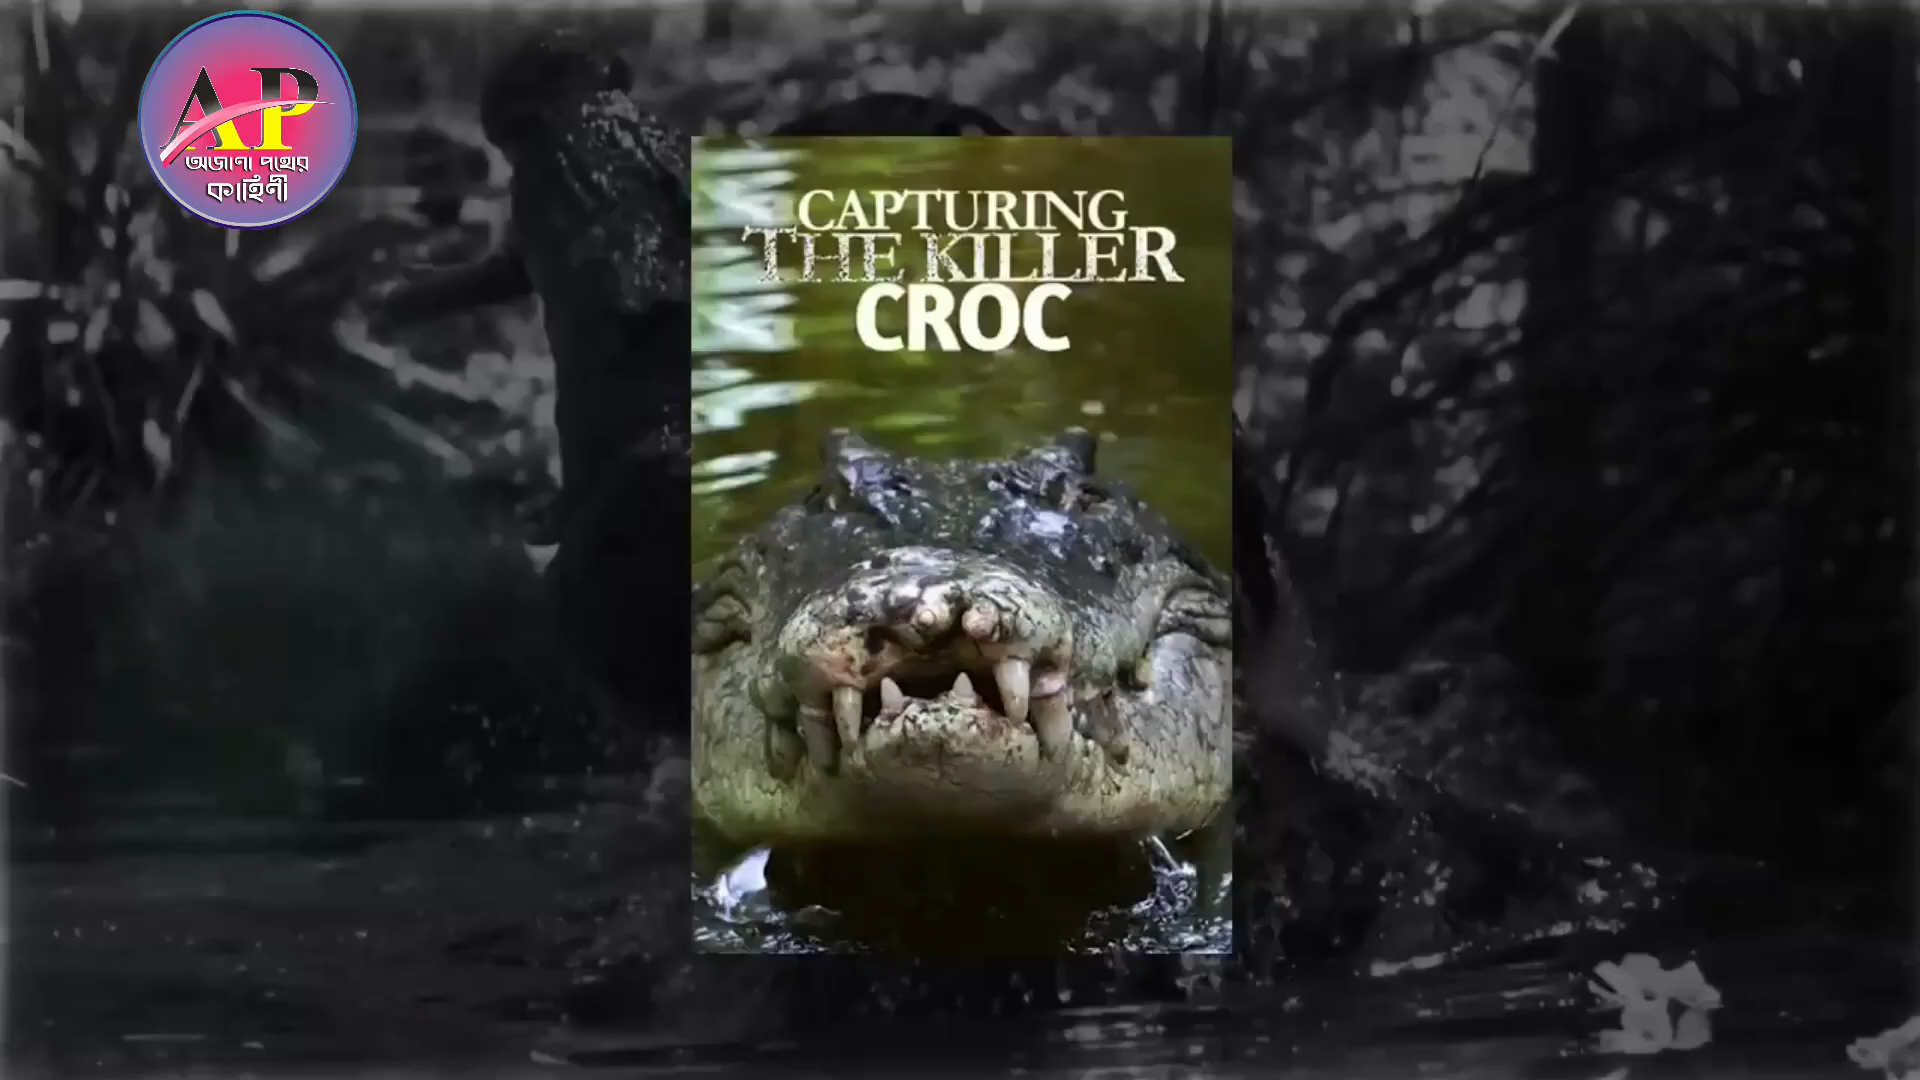 AP
অজানা পথের
কাহিনী
CAPTURING
THE KILLER
CROC